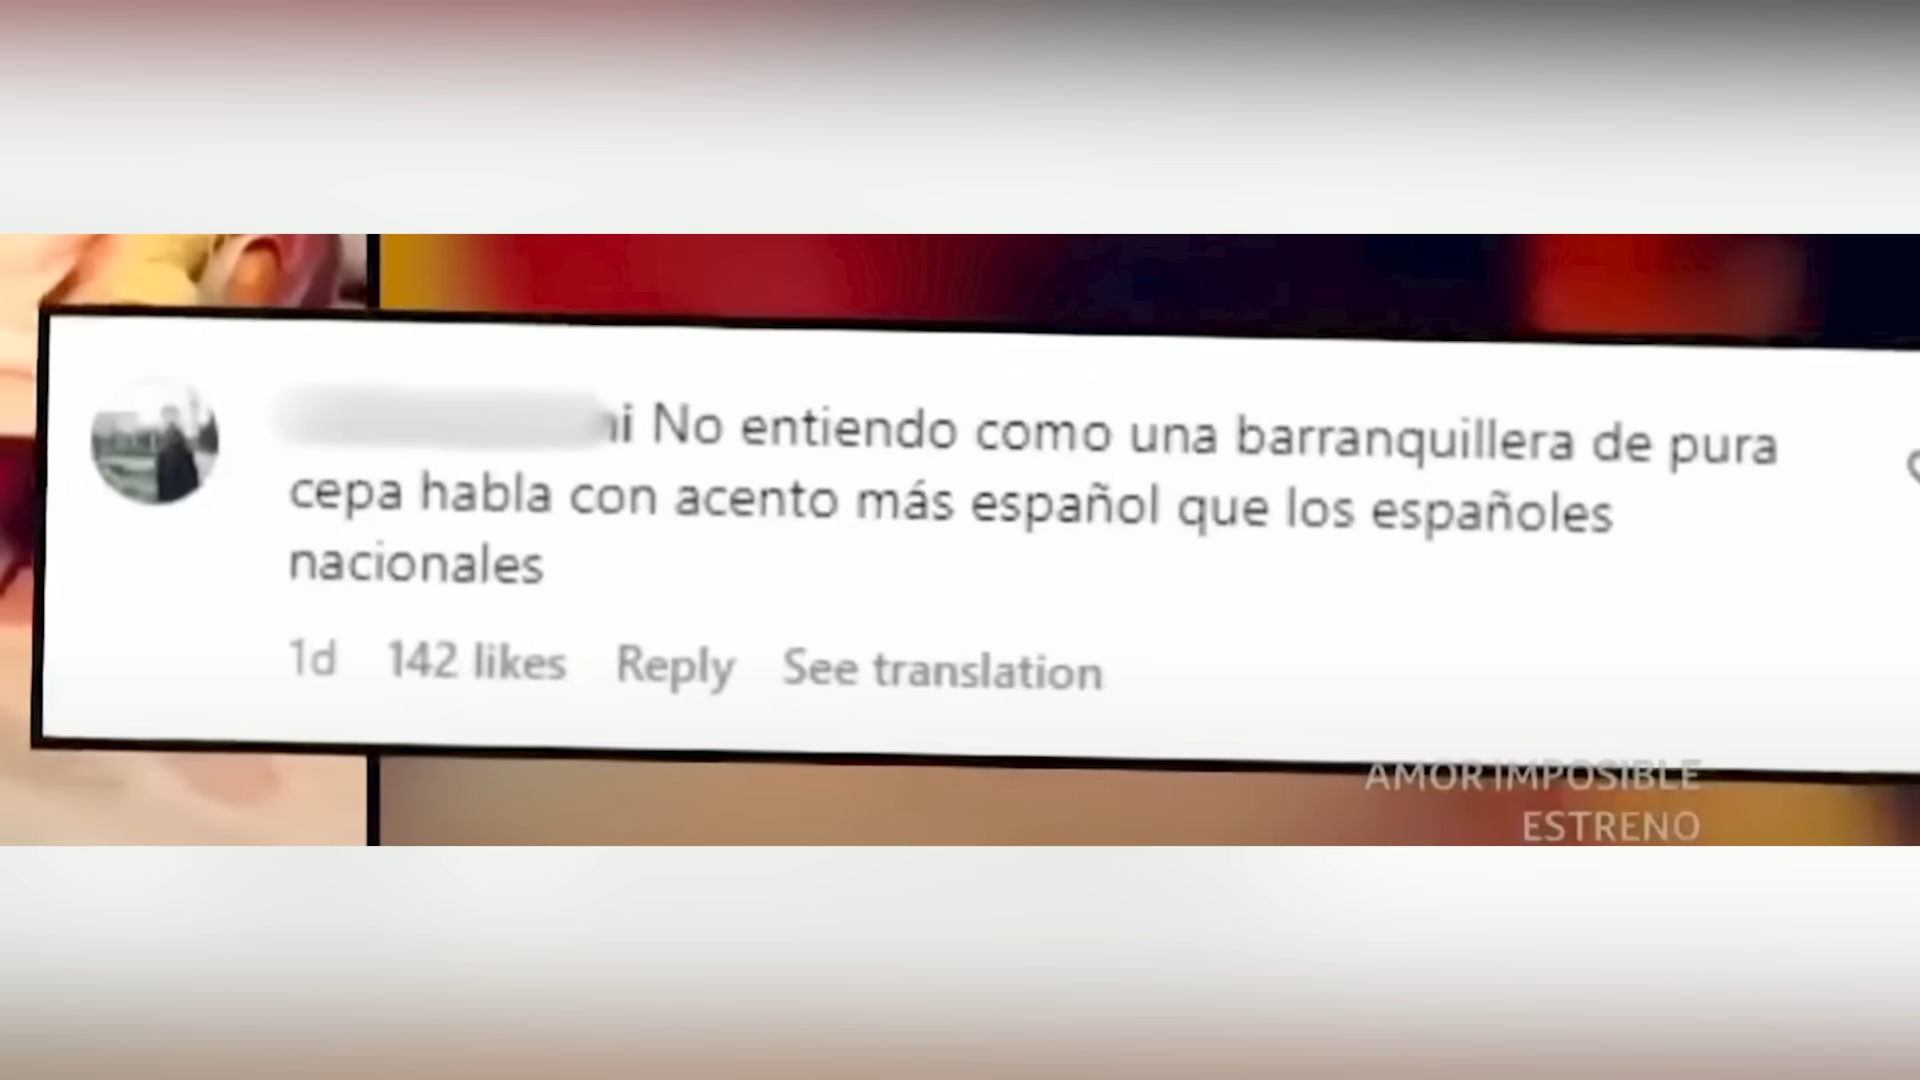 ni No entiendo como una barranquillera de pura
cepa habla con acento más español que los españoles
nacionales
1d 142 likes Reply See translation
AMOR IMPOSIBLE
ESTRENO